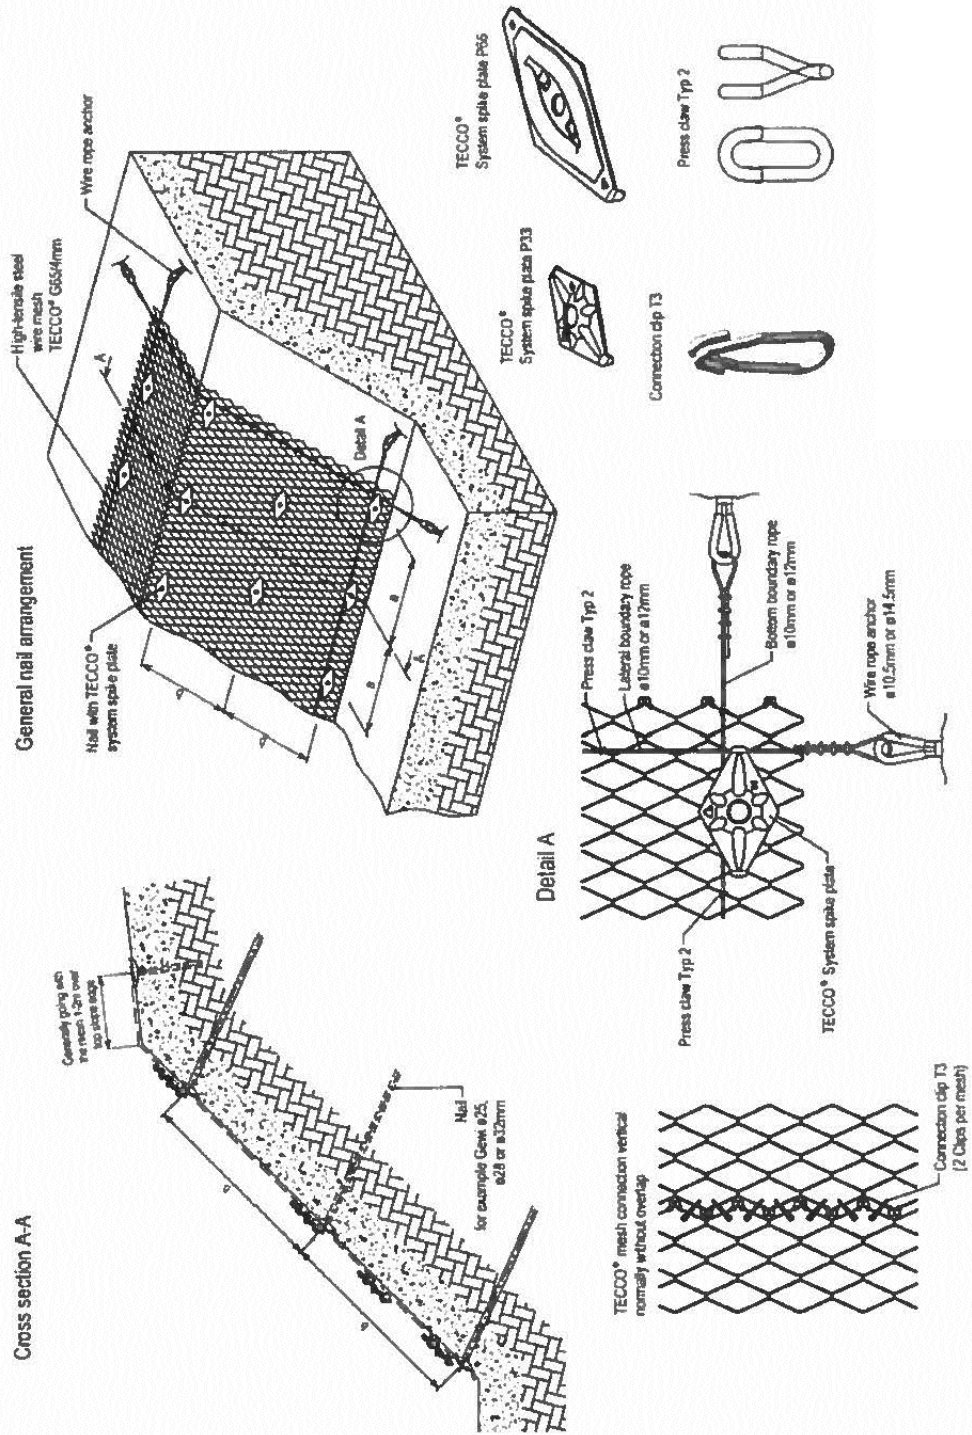 Cross section A-A
Generally going with
the mesh 1-2m over
top slope edge
Nail
for example Gewi ø25,
ø28 or ø32mm
General nail arrangement
High-tensile steel
wire mesh
TECCO® G65/4mm
Nail with TECCO®
system spike plate
Wire rope anchor
A
A
a
a
b
b
Detail A
TECCO® mesh connection vertical
normally without overlap
Connection clip T3
(2 Clips per mesh)
Detail A
Press claw Typ 2
Press claw Typ 2
Lateral boundary rope
ø10mm or ø12mm
Bottom boundary rope
ø10mm or ø12mm
Wire rope anchor
ø10.5mm or ø14.5mm
TECCO® System spike plate
TECCO®
System spike plate P33
TECCO®
System spike plate P66
Connection clip T3
Press claw Typ 2